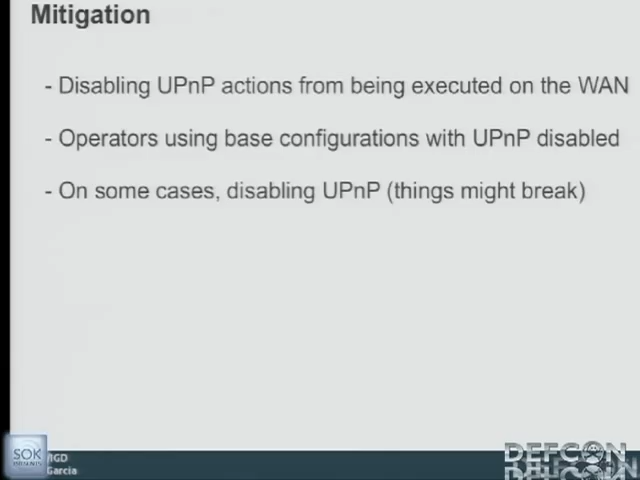 Mitigation
- Disabling UPnP actions from being executed on the WAN
- Operators using base configurations with UPnP disabled
- On some cases, disabling UPnP (things might break)
SOK
Garcia
DEFCON
DEFCON